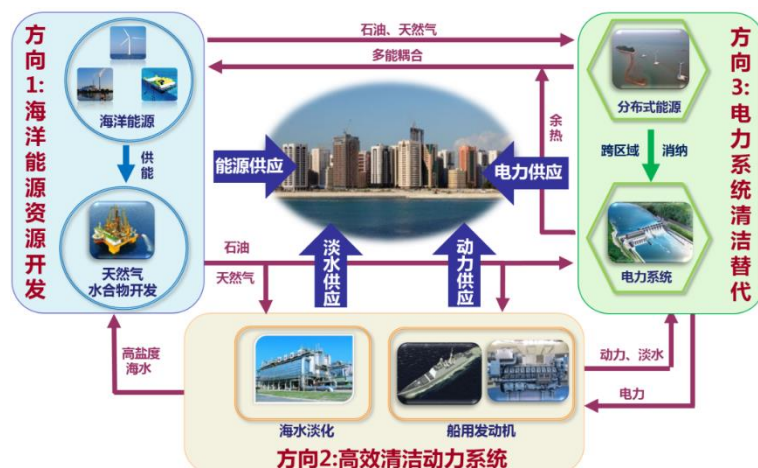 方向1:海洋能源资源开发
海洋能源
供能
天然气
水合物开发
石油、天然气
多能耦合
能源供应
电力供应
淡水供应
动力供应
余热
石油
天然气
方向3:电力系统清洁替代
分布式能源
跨区域 消纳
电力系统
高盐度
海水
动力、淡水
电力
海水淡化
船用发动机
方向2:高效清洁动力系统